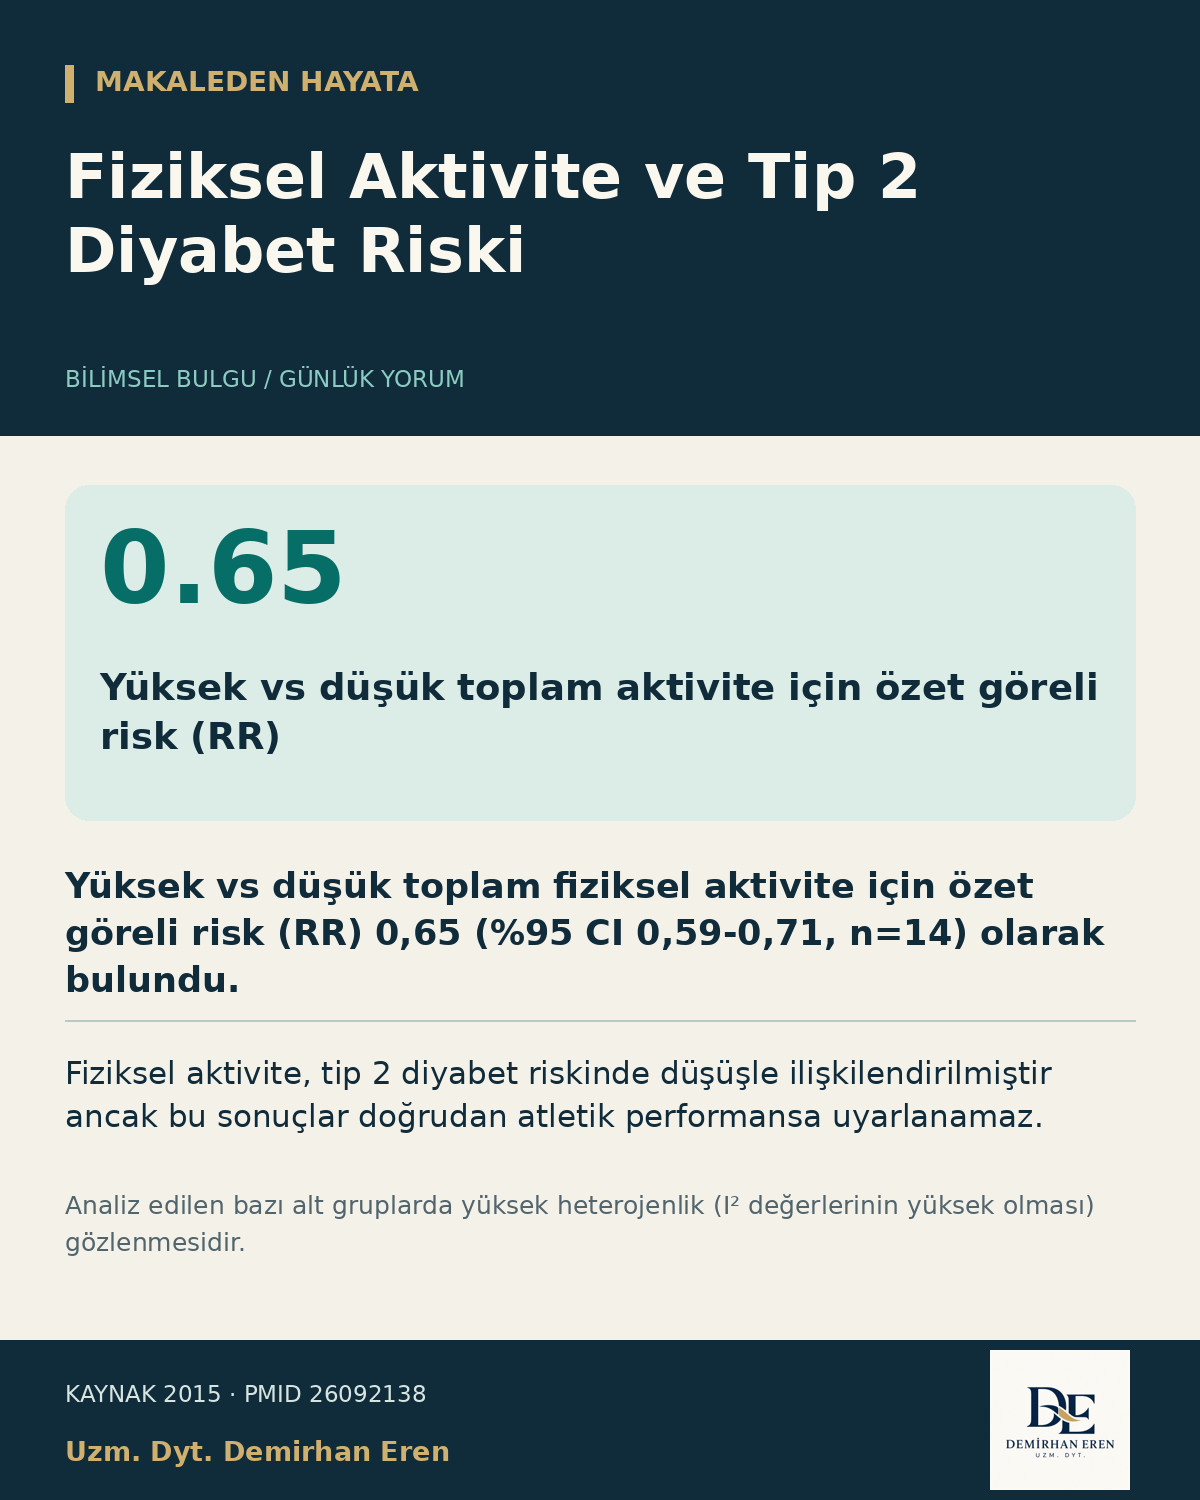 MAKALEDEN HAYATA
Fiziksel Aktivite ve Tip 2
Diyabet Riski
BİLİMSEL BULGU / GÜNLÜK YORUM
0.65
Yüksek vs düşük toplam aktivite için özet göreli
risk (RR)
Yüksek vs düşük toplam fiziksel aktivite için özet
göreli risk (RR) 0,65 (%95 CI 0,59-0,71, n=14) olarak
bulundu.
Fiziksel aktivite, tip 2 diyabet riskinde düşüşle ilişkilendirilmiştir
ancak bu sonuçlar doğrudan atletik performansa uyarlanamaz.
Analiz edilen bazı alt gruplarda yüksek heterojenlik (I² değerlerinin yüksek olması)
gözlenmesidir.
KAYNAK 2015 · PMID 26092138
Uzm. Dyt. Demirhan Eren
DE
DEMİRHAN EREN
UZM. DYT.